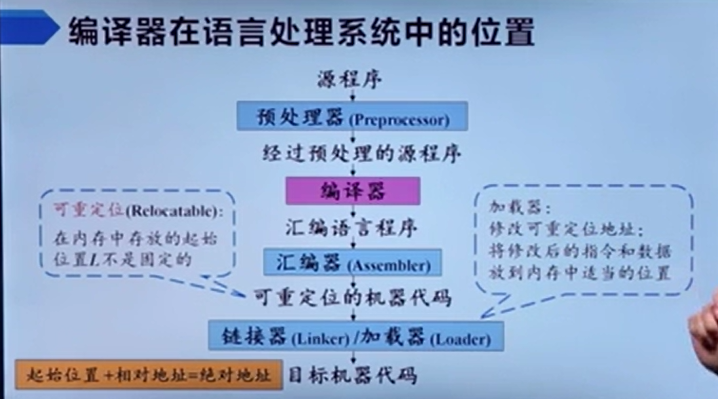 编译器在语言处理系统中的位置
源程序
预处理器 (Preprocessor)
经过预处理的源程序
编译器
汇编语言程序
汇编器 (Assembler)
可重定位的机器代码
链接器 (Linker) /加载器 (Loader)
目标机器代码
可重定位(Relocatable):
在内存中存放的起始
位置L不是固定的
加载器:
修改可重定位地址;
将修改后的指令和数据
放到内存中适当的位置
起始位置+相对地址=绝对地址